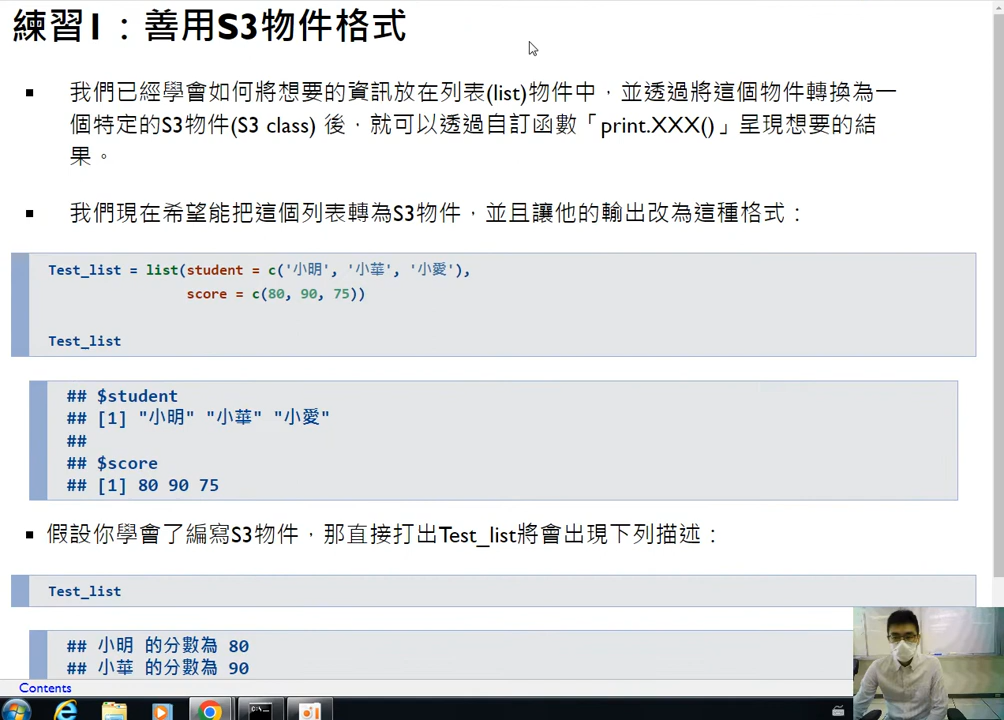 練習1：善用S3物件格式
▪ 我們已經學會如何將想要的資訊放在列表(list)物件中，並透過將這個物件轉換為一
個特定的S3物件(S3 class) 後，就可以透過自訂函數「print.XXX()」呈現想要的結
果。
▪ 我們現在希望能把這個列表轉為S3物件，並且讓他的輸出改為這種格式：
Test_list = list(student = c('小明', '小華', '小愛'),
score = c(80, 90, 75))
Test_list
## $student
## [1] "小明" "小華" "小愛"
##
## $score
## [1] 80 90 75
▪ 假設你學會了編寫S3物件，那直接打出Test_list將會出現下列描述：
Test_list
## 小明 的分數為 80
## 小華 的分數為 90
Contents